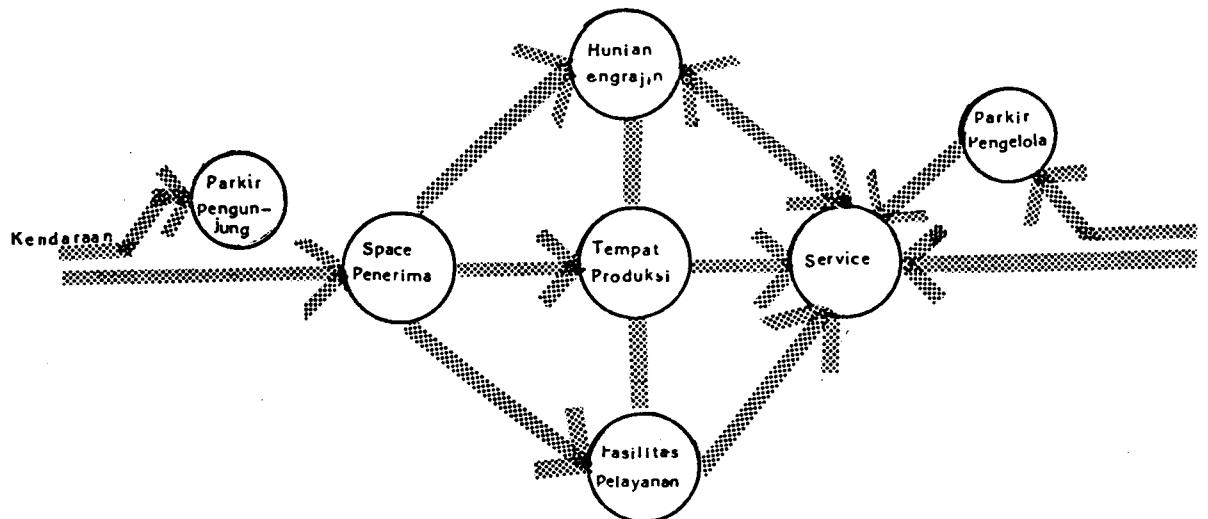 Hunian
engrajin
Parkir
Pengelola
Parkir
Pengun-
Jung
Kendaraan
Space
Penerima
Tempat
Produksi
Service
Fasilitas
Pelayanan